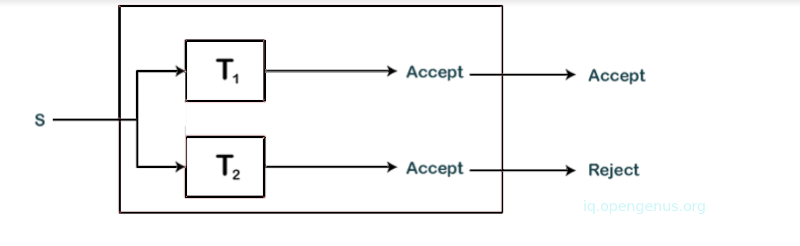 T1 Accept Accept
S
T2 Accept Reject
iq.opengenus.org